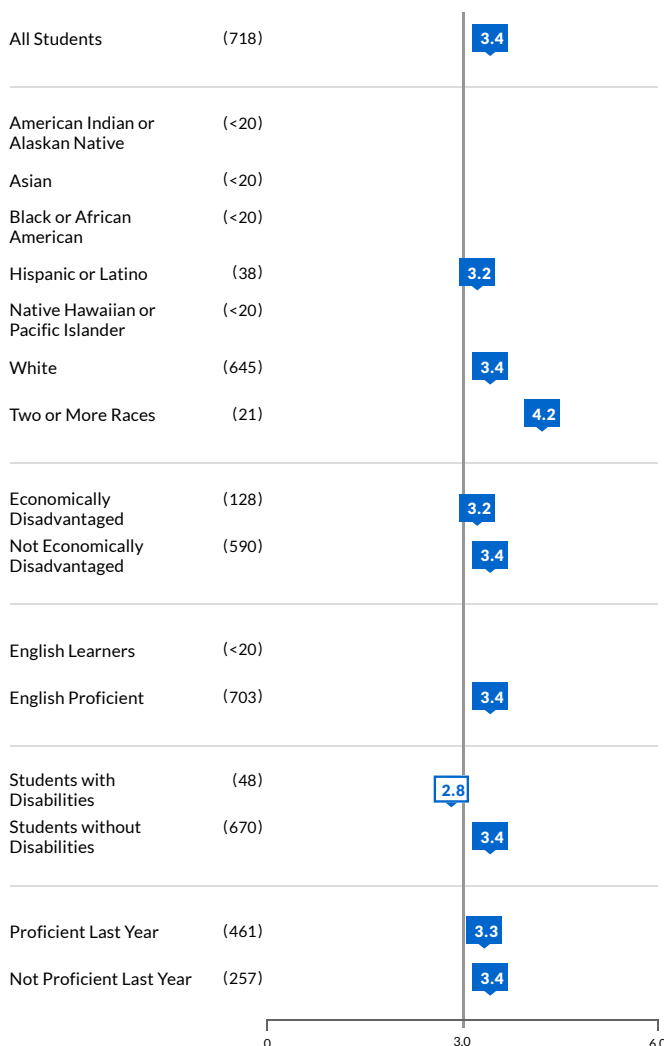 All Students (718) 3.4
American Indian or (<20)
Alaskan Native
Asian (<20)
Black or African (<20)
American
Hispanic or Latino (38) 3.2
Native Hawaiian or (<20)
Pacific Islander
White (645) 3.4
Two or More Races (21) 4.2
Economically (128) 3.2
Disadvantaged
Not Economically (590) 3.4
Disadvantaged
English Learners (<20)
English Proficient (703) 3.4
Students with (48) 2.8
Disabilities
Students without (670) 3.4
Disabilities
Proficient Last Year (461) 3.3
Not Proficient Last Year (257) 3.4
0 3.0 6.0